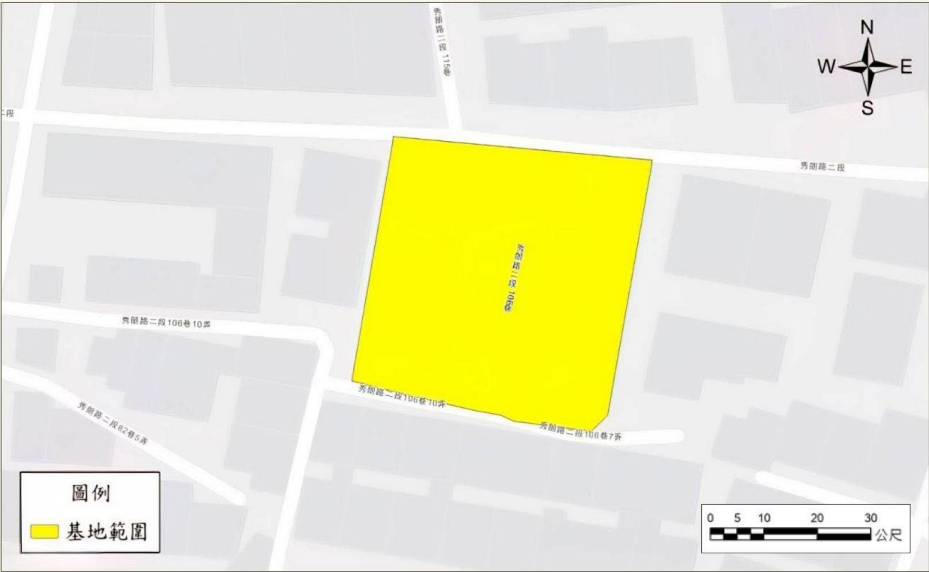 秀朗路二段 115巷
N
W E
S
二段
秀朗路二段
秀朗路二段 106巷
秀朗路二段106巷10弄
秀朗路二段106巷10弄
秀朗路二段82巷5弄
秀朗路二段106巷7弄
圖例
基地範圍
0 5 10 20 30
公尺